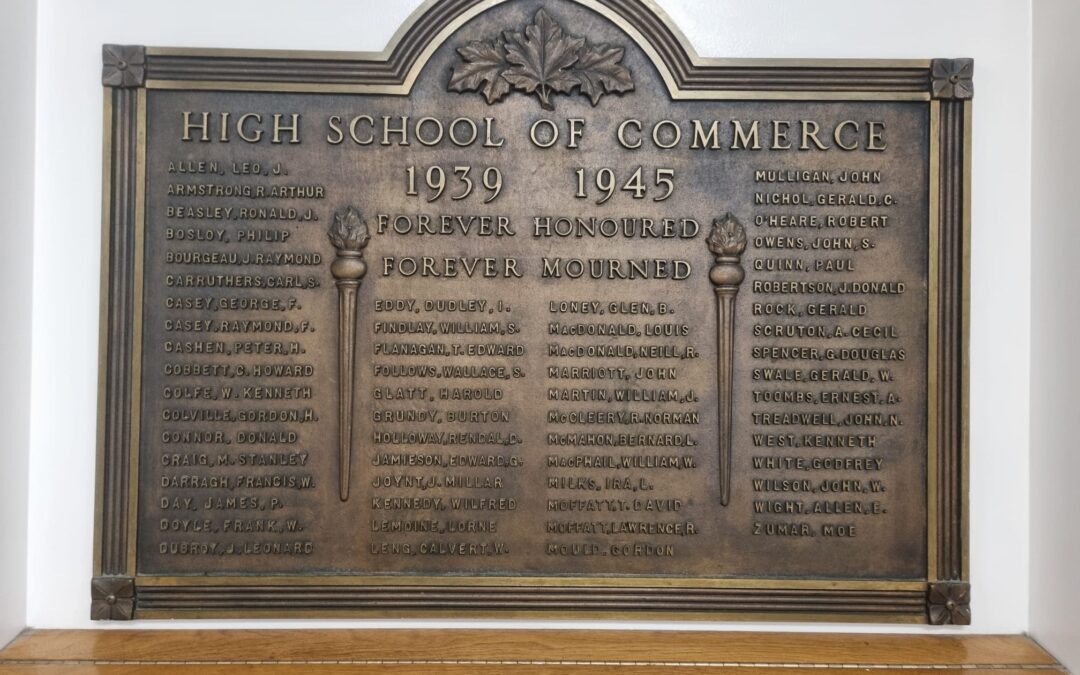 HIGH SCHOOL OF COMMERCE
1939 1945
FOREVER HONOURED
FOREVER MOURNED
ALLEN, LEO, J.
ARMSTRONG R. ARTHUR
BEASLEY, RONALD, J.
BOSLOY, PHILIP
BOURGEAU, J. RAYMOND
CARRUTHERS, CARL, S.
CASEY, GEORGE, F.
CASEY, RAYMOND, F.
CASHEN, PETER, H.
COBBETT, C. HOWARD
COLFE, W. KENNETH
COLVILLE, GORDON, H.
CONNOR, DONALD
CRAIG, M. STANLEY
DARRAGH, FRANCIS, W.
DAY, JAMES, P.
DOYLE, FRANK, W.
DUBROY, J. LEONARD
EDDY, DUDLEY, I.
FINDLAY, WILLIAM, S.
FLANAGAN, T. EDWARD
FOLLOWS, WALLACE, S.
GLATT, HAROLD
GRUNDY, BURTON
HOLLOWAY, RENDAL, D.
JAMIESON, EDWARD, G.
JOYNT, J. MILLAR
KENNEDY, WILFRED
LEMOINE, LORNE
LENG, CALVERT, W.
LONEY, GLEN, B.
MACDONALD, LOUIS
MACDONALD, NEILL, R.
MARRIOTT, JOHN
MARTIN, WILLIAM, J.
MCCLEERY, R. NORMAN
MCMAHON, BERNARD, L.
MACPHAIL, WILLIAM, W.
MILKS, IRA, L.
MOFFATT, T. DAVID
MOFFATT, LAWRENCE, R.
MOULD, GORDON
MULLIGAN, JOHN
NICHOL, GERALD, C.
O'HEARE, ROBERT
OWENS, JOHN, S.
QUINN, PAUL
ROBERTSON, J. DONALD
ROCK, GERALD
SCRUTON, A. CECIL
SPENCER, G. DOUGLAS
SWALE, GERALD, W.
TOOMBS, ERNEST, A.
TREADWELL, JOHN, N.
WEST, KENNETH
WHITE, GODFREY
WILSON, JOHN, W.
WIGHT, ALLEN, E.
ZUMAR, MOE